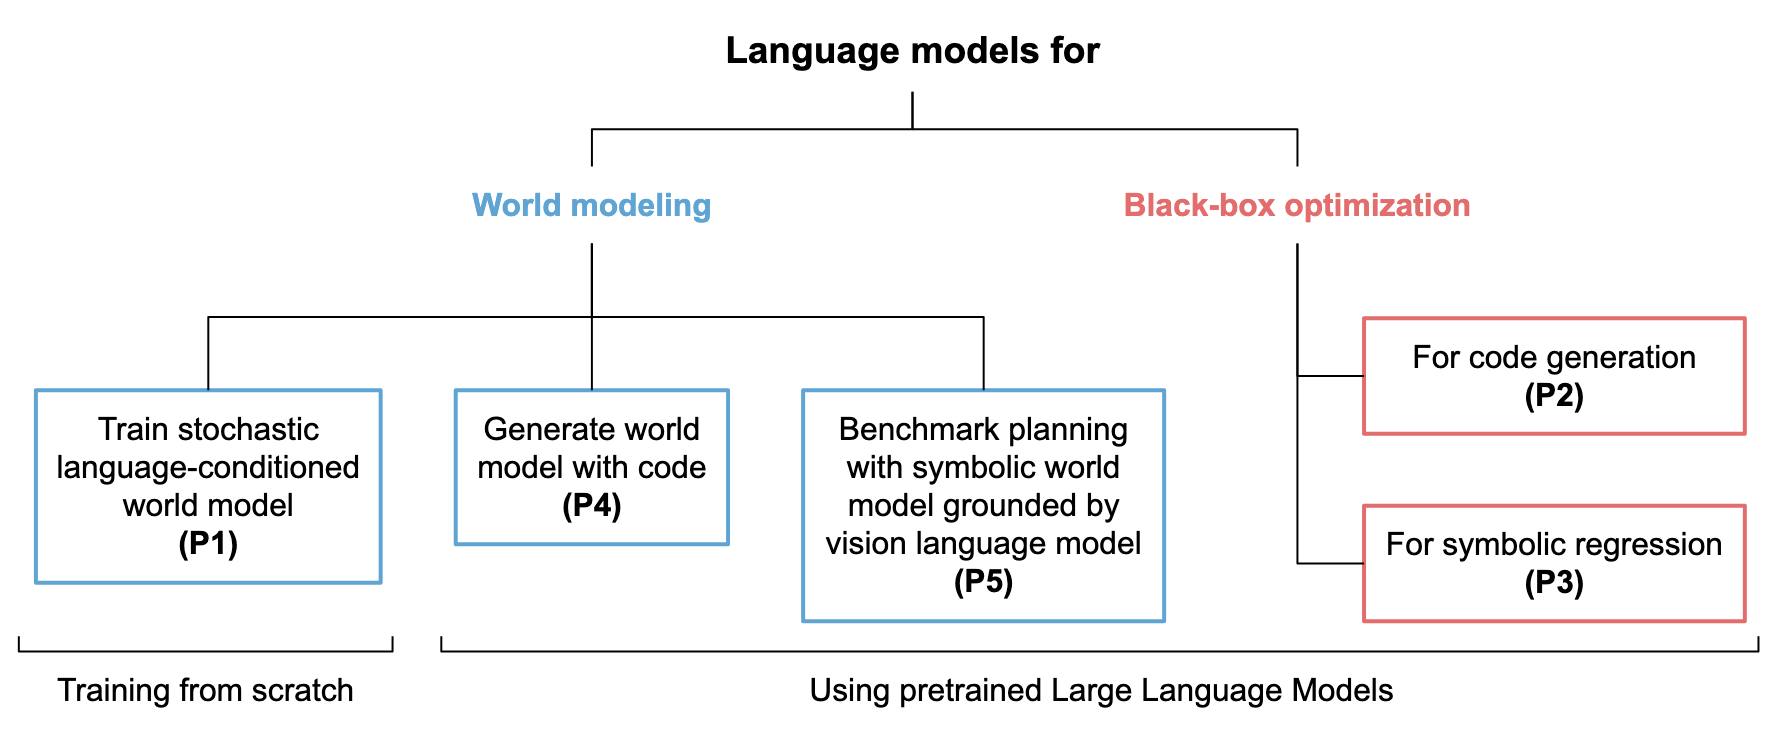 Language models for
World modeling
Black-box optimization
Train stochastic
language-conditioned
world model
(P1)
Generate world
model with code
(P4)
Benchmark planning
with symbolic world
model grounded by
vision language model
(P5)
For code generation
(P2)
For symbolic regression
(P3)
Training from scratch
Using pretrained Large Language Models